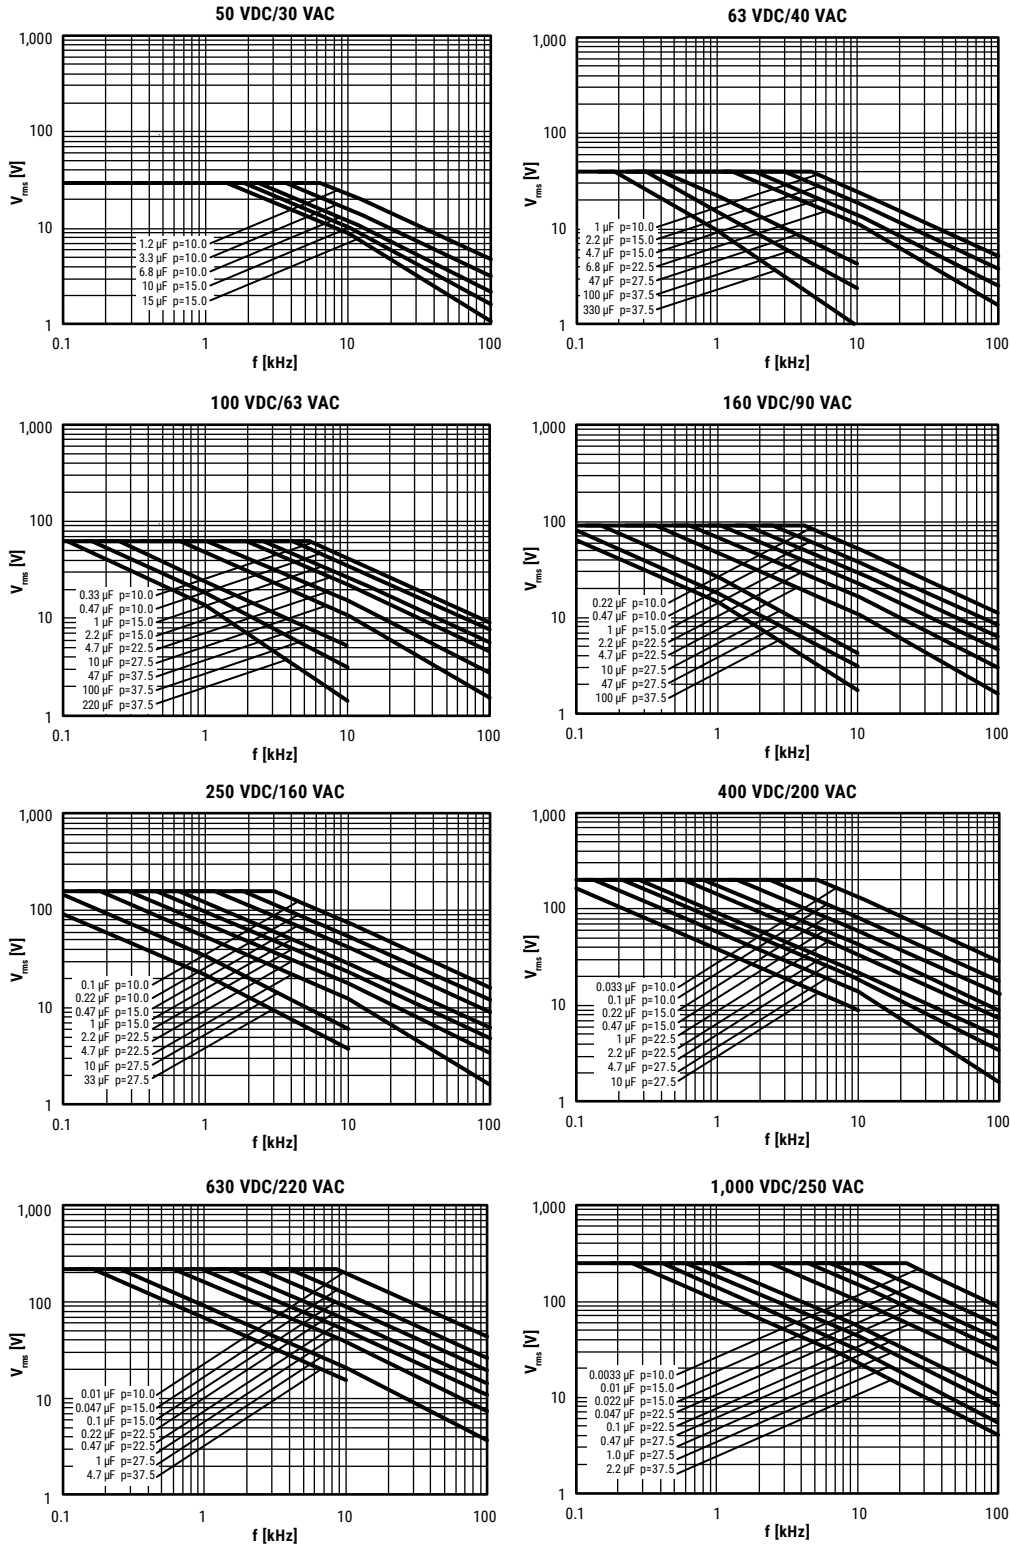 50 VDC/30 VAC
1,000
100
10
1
Vrms [V]
1.2 µF p=10.0
3.3 µF p=10.0
6.8 µF p=10.0
10 µF p=15.0
15 µF p=15.0
0.1
1
10
100
f [kHz]
63 VDC/40 VAC
1,000
100
10
1
Vrms [V]
1 µF p=10.0
2.2 µF p=15.0
4.7 µF p=15.0
6.8 µF p=22.5
47 µF p=27.5
100 µF p=37.5
330 µF p=37.5
0.1
1
10
100
f [kHz]
100 VDC/63 VAC
1,000
100
10
1
Vrms [V]
0.33 µF p=10.0
0.47 µF p=10.0
1 µF p=15.0
2.2 µF p=15.0
4.7 µF p=22.5
10 µF p=27.5
47 µF p=37.5
100 µF p=37.5
220 µF p=37.5
0.1
1
10
100
f [kHz]
160 VDC/90 VAC
1,000
100
10
1
Vrms [V]
0.22 µF p=10.0
0.47 µF p=10.0
1 µF p=15.0
2.2 µF p=22.5
4.7 µF p=22.5
10 µF p=27.5
47 µF p=27.5
100 µF p=37.5
0.1
1
10
100
f [kHz]
250 VDC/160 VAC
1,000
100
10
1
Vrms [V]
0.1 µF p=10.0
0.22 µF p=10.0
0.47 µF p=15.0
1 µF p=15.0
2.2 µF p=22.5
4.7 µF p=22.5
10 µF p=27.5
33 µF p=27.5
0.1
1
10
100
f [kHz]
400 VDC/200 VAC
1,000
100
10
1
Vrms [V]
0.033 µF p=10.0
0.1 µF p=10.0
0.22 µF p=15.0
0.47 µF p=15.0
1 µF p=22.5
2.2 µF p=22.5
4.7 µF p=27.5
10 µF p=27.5
0.1
1
10
100
f [kHz]
630 VDC/220 VAC
1,000
100
10
1
Vrms [V]
0.01 µF p=10.0
0.047 µF p=15.0
0.1 µF p=15.0
0.22 µF p=22.5
0.47 µF p=22.5
1 µF p=27.5
4.7 µF p=37.5
0.1
1
10
100
f [kHz]
1,000 VDC/250 VAC
1,000
100
10
1
Vrms [V]
0.0033 µF p=10.0
0.01 µF p=15.0
0.022 µF p=15.0
0.047 µF p=22.5
0.1 µF p=22.5
0.47 µF p=27.5
1.0 µF p=27.5
2.2 µF p=37.5
0.1
1
10
100
f [kHz]